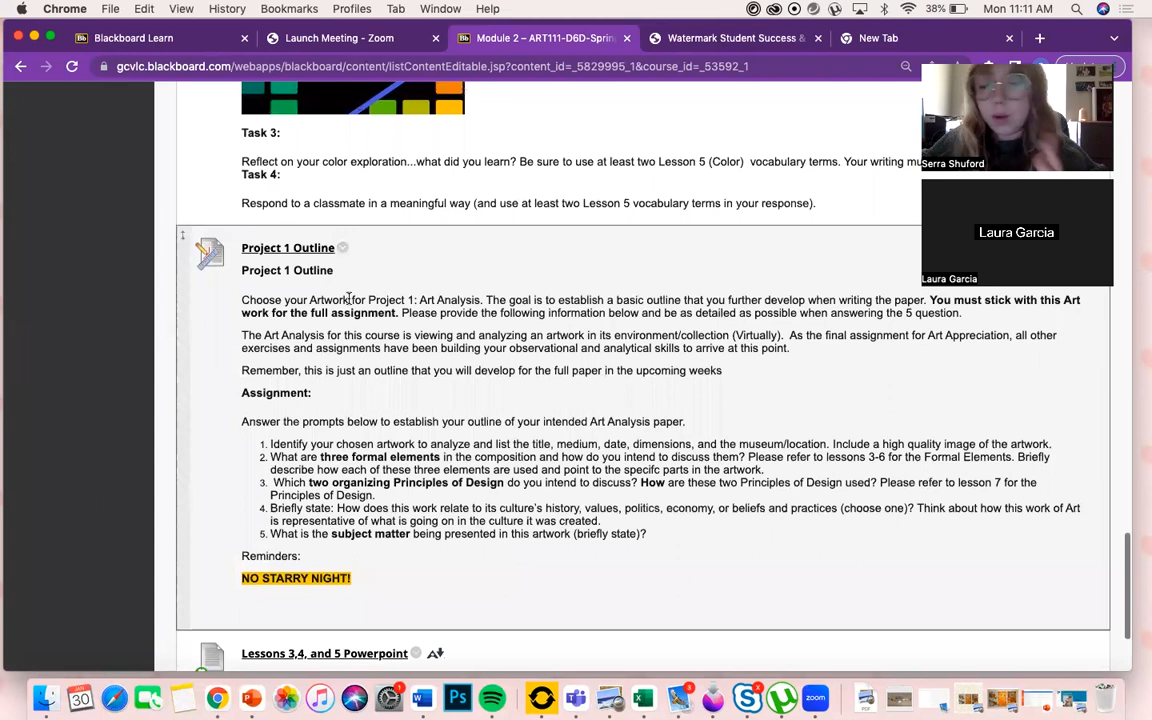 Chrome File Edit View History Bookmarks Profiles Tab Window Help 38% Mon 11:11 AM
Blackboard Learn Launch Meeting - Zoom Module 2 – ART111-D6D-Sprin Watermark Student Success & New Tab
gcvlc.blackboard.com/webapps/blackboard/content/listContentEditable.jsp?content_id=_5829995_1&course_id=_53592_1
Task 3:
Reflect on your color exploration...what did you learn? Be sure to use at least two Lesson 5 (Color) vocabulary terms. Your writing mu
Serra Shuford
Task 4:
Respond to a classmate in a meaningful way (and use at least two Lesson 5 vocabulary terms in your response).
Laura Garcia
Laura Garcia
Project 1 Outline
Project 1 Outline
Choose your Artwork for Project 1: Art Analysis. The goal is to establish a basic outline that you further develop when writing the paper. You must stick with this Art
work for the full assignment. Please provide the following information below and be as detailed as possible when answering the 5 question.
The Art Analysis for this course is viewing and analyzing an artwork in its environment/collection (Virtually). As the final assignment for Art Appreciation, all other
exercises and assignments have been building your observational and analytical skills to arrive at this point.
Remember, this is just an outline that you will develop for the full paper in the upcoming weeks
Assignment:
Answer the prompts below to establish your outline of your intended Art Analysis paper.
1. Identify your chosen artwork to analyze and list the title, medium, date, dimensions, and the museum/location. Include a high quality image of the artwork.
2. What are three formal elements in the composition and how do you intend to discuss them? Please refer to lessons 3-6 for the Formal Elements. Briefly
describe how each of these three elements are used and point to the specifc parts in the artwork.
3. Which two organizing Principles of Design do you intend to discuss? How are these two Principles of Design used? Please refer to lesson 7 for the
Principles of Design.
4. Briefly state: How does this work relate to its culture's history, values, politics, economy, or beliefs and practices (choose one)? Think about how this work of Art
is representative of what is going on in the culture it was created.
5. What is the subject matter being presented in this artwork (briefly state)?
Reminders:
NO STARRY NIGHT!
Lessons 3,4, and 5 Powerpoint